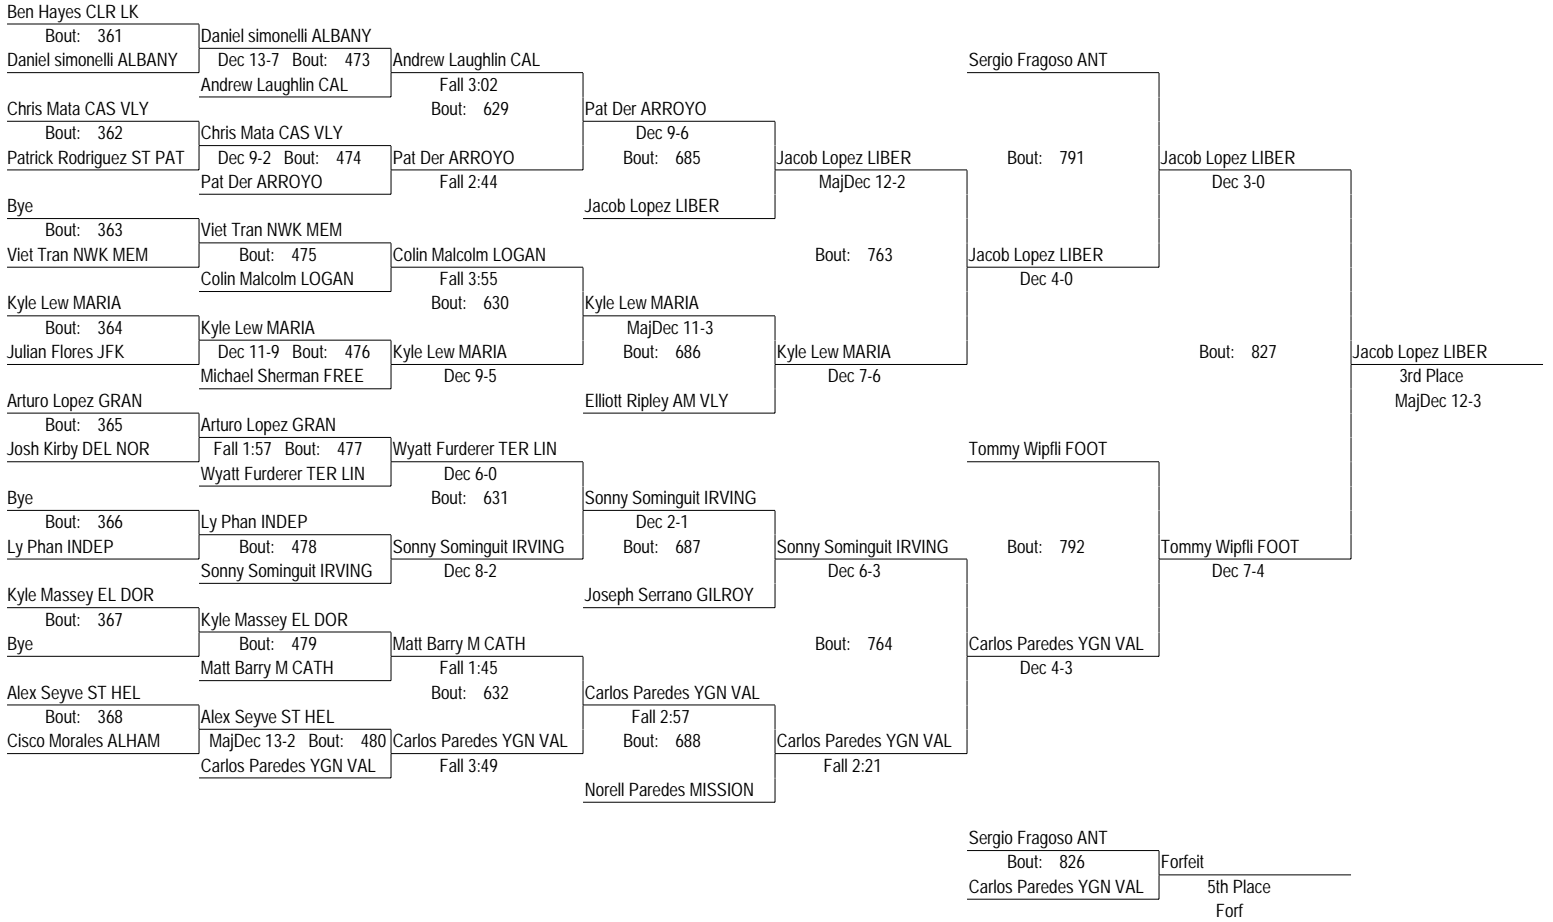 Ben Hayes CLR LK
Bout: 361
Daniel simonelli ALBANY
Daniel simonelli ALBANY
Dec 13-7 Bout: 473
Andrew Laughlin CAL
Andrew Laughlin CAL
Fall 3:02
Bout: 629
Chris Mata CAS VLY
Bout: 362
Patrick Rodriguez ST PAT
Chris Mata CAS VLY
Dec 9-2 Bout: 474
Pat Der ARROYO
Pat Der ARROYO
Fall 2:44
Pat Der ARROYO
Dec 9-6
Bout: 685
Jacob Lopez LIBER
Jacob Lopez LIBER
MajDec 12-2
Bye
Bout: 363
Viet Tran NWK MEM
Viet Tran NWK MEM
Bout: 475
Colin Malcolm LOGAN
Colin Malcolm LOGAN
Fall 3:55
Bout: 630
Kyle Lew MARIA
Bout: 364
Julian Flores JFK
Kyle Lew MARIA
Dec 11-9 Bout: 476
Michael Sherman FREE
Kyle Lew MARIA
Dec 9-5
Kyle Lew MARIA
MajDec 11-3
Bout: 686
Elliott Ripley AM VLY
Kyle Lew MARIA
Dec 7-6
Bout: 763
Sergio Fragoso ANT
Bout: 791
Jacob Lopez LIBER
Dec 4-0
Jacob Lopez LIBER
Dec 3-0
Arturo Lopez GRAN
Bout: 365
Josh Kirby DEL NOR
Arturo Lopez GRAN
Fall 1:57 Bout: 477
Wyatt Furderer TER LIN
Wyatt Furderer TER LIN
Dec 6-0
Bout: 631
Bye
Bout: 366
Ly Phan INDEP
Ly Phan INDEP
Bout: 478
Sonny Sominguit IRVING
Sonny Sominguit IRVING
Dec 8-2
Sonny Sominguit IRVING
Dec 2-1
Bout: 687
Joseph Serrano GILROY
Sonny Sominguit IRVING
Dec 6-3
Kyle Massey EL DOR
Bout: 367
Bye
Kyle Massey EL DOR
Bout: 479
Matt Barry M CATH
Matt Barry M CATH
Fall 1:45
Bout: 632
Alex Seyve ST HEL
Bout: 368
Cisco Morales ALHAM
Alex Seyve ST HEL
MajDec 13-2 Bout: 480
Carlos Paredes YGN VAL
Carlos Paredes YGN VAL
Fall 3:49
Carlos Paredes YGN VAL
Fall 2:57
Bout: 688
Norell Paredes MISSION
Carlos Paredes YGN VAL
Fall 2:21
Bout: 764
Tommy Wipfli FOOT
Bout: 792
Carlos Paredes YGN VAL
Dec 4-3
Tommy Wipfli FOOT
Dec 7-4
Bout: 827
Jacob Lopez LIBER
3rd Place
MajDec 12-3
Sergio Fragoso ANT
Bout: 826
Carlos Paredes YGN VAL
Forfeit
5th Place
Forf